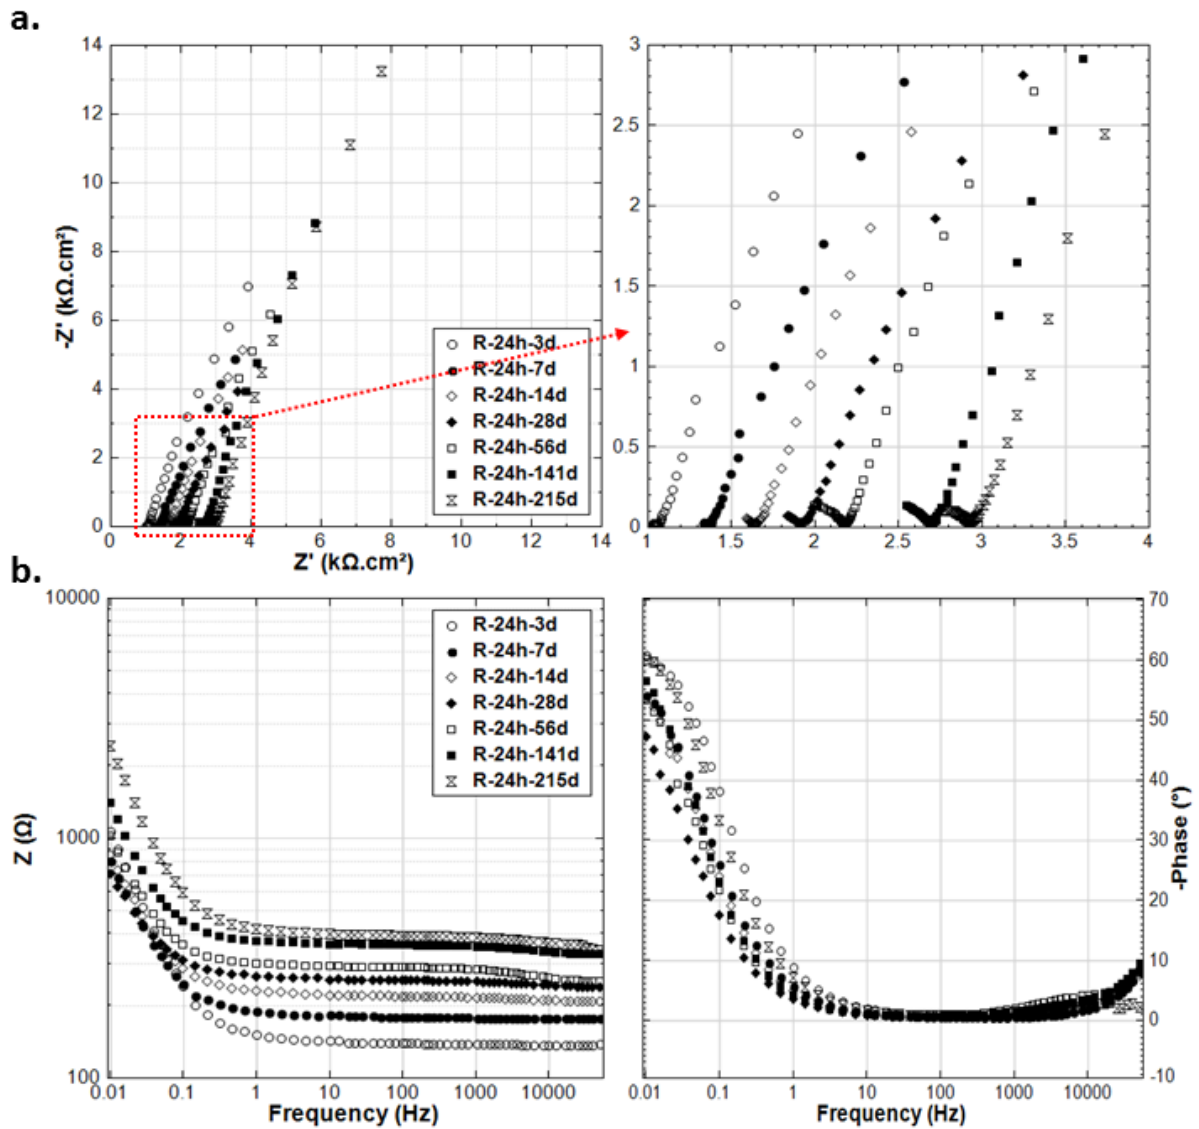 a.
14
12
10
8
6
4
2
0
-Z' (kΩ.cm²)
0 2 4 6 8 10 12 14
Z' (kΩ.cm²)
R-24h-3d
R-24h-7d
R-24h-14d
R-24h-28d
R-24h-56d
R-24h-141d
R-24h-215d
3
2.5
2
1.5
1
0.5
0
1 1.5 2 2.5 3 3.5 4
b.
10000
1000
100
Z (Ω)
0.01 0.1 1 10 100 1000 10000
Frequency (Hz)
R-24h-3d
R-24h-7d
R-24h-14d
R-24h-28d
R-24h-56d
R-24h-141d
R-24h-215d
70
60
50
40
30
20
10
0
-10
-Phase (°)
0.01 0.1 1 10 100 1000 10000
Frequency (Hz)